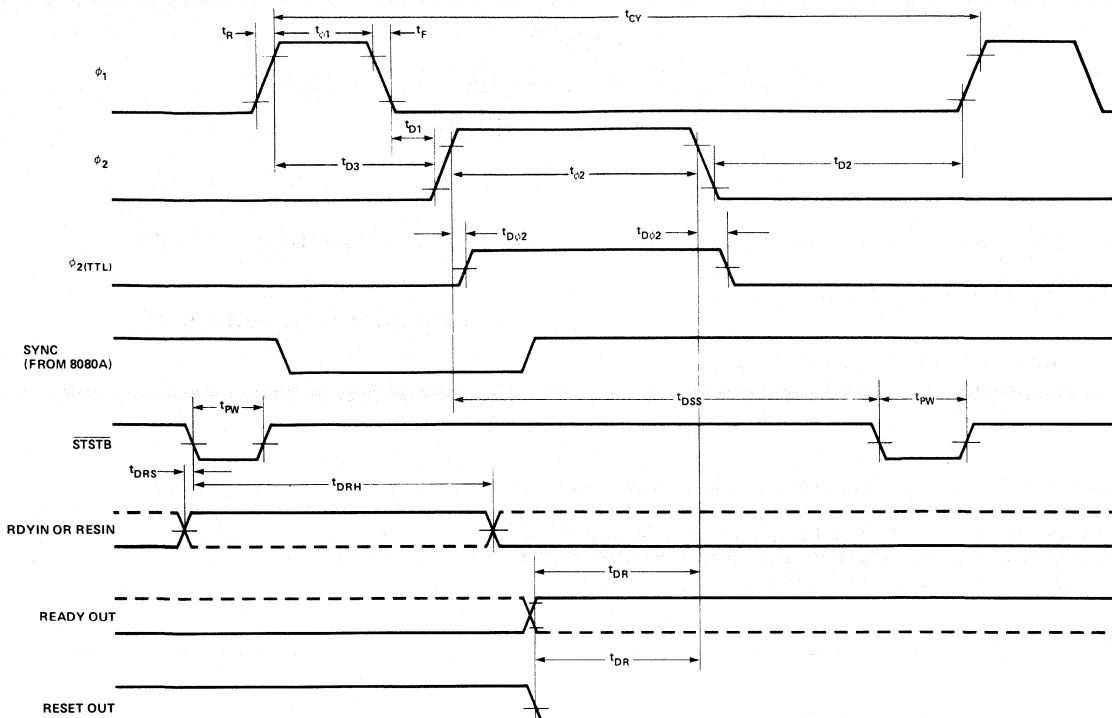 tCY
tR
tφ1
tF
φ1
tD1
φ2
tD3
tD2
tφ2
tDφ2
tDφ2
φ2(TTL)
SYNC
(FROM 8080A)
tPW
tDSS
tPW
STSTB
tDRS
tDRH
RDYIN OR RESIN
tDR
READY OUT
tDR
RESET OUT